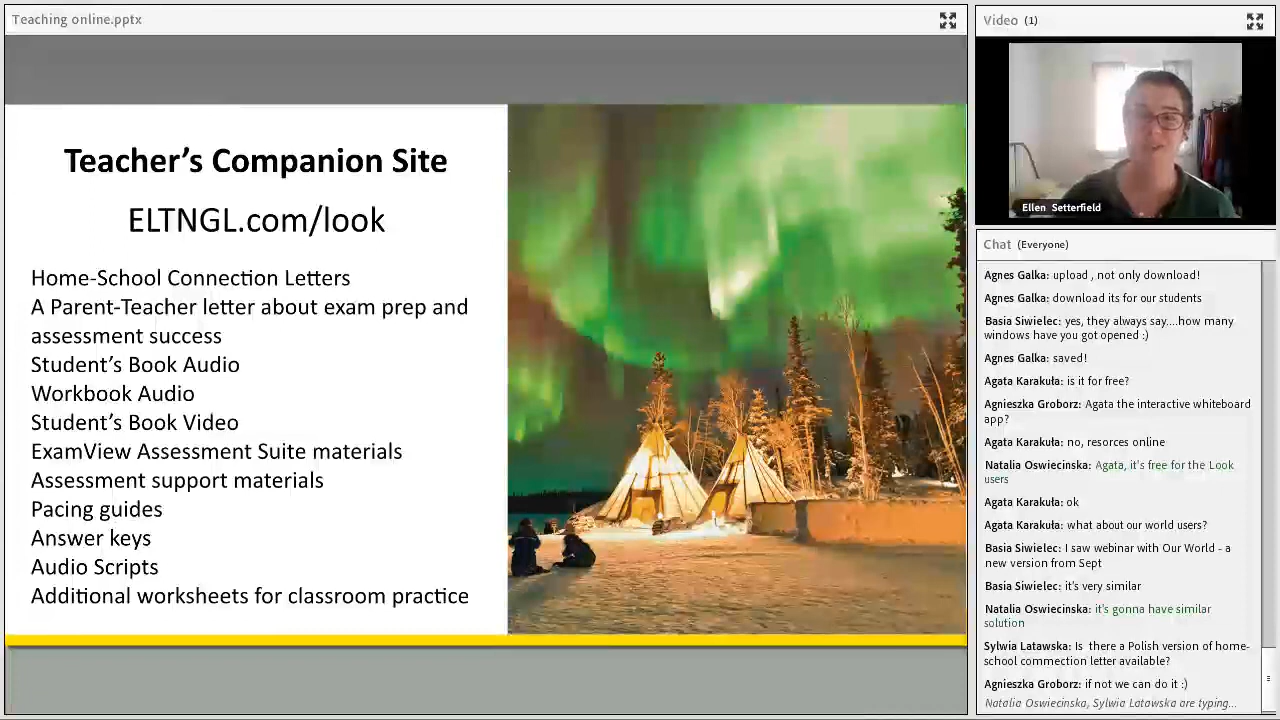 Teaching online.pptx
Teacher's Companion Site
ELTNGL.com/look
Home-School Connection Letters
A Parent-Teacher letter about exam prep and
assessment success
Student's Book Audio
Workbook Audio
Student's Book Video
ExamView Assessment Suite materials
Assessment support materials
Pacing guides
Answer keys
Audio Scripts
Additional worksheets for classroom practice
Video (1)
Ellen Setterfield
Chat (Everyone)
Agnes Galka: upload , not only download!
Agnes Galka: download its for our students
Basia Siwielec: yes, they always say....how many
windows have you got opened :)
Agnes Galka: saved!
Agata Karakuła: is it for free?
Agnieszka Groborz: Agata the interactive whiteboard
app?
Agata Karakuła: no, resorces online
Natalia Oswiecinska: Agata, it's free for the Look
users
Agata Karakuła: ok
Agata Karakuła: what about our world users?
Basia Siwielec: I saw webinar with Our World - a
new version from Sept
Basia Siwielec: it's very similar
Natalia Oswiecinska: it's gonna have similar
solution
Sylwia Latawska: Is there a Polish version of home-
school commection letter available?
Agnieszka Groborz: if not we can do it :)
Natalia Oswiecinska, Sylwia Latawska are typing...